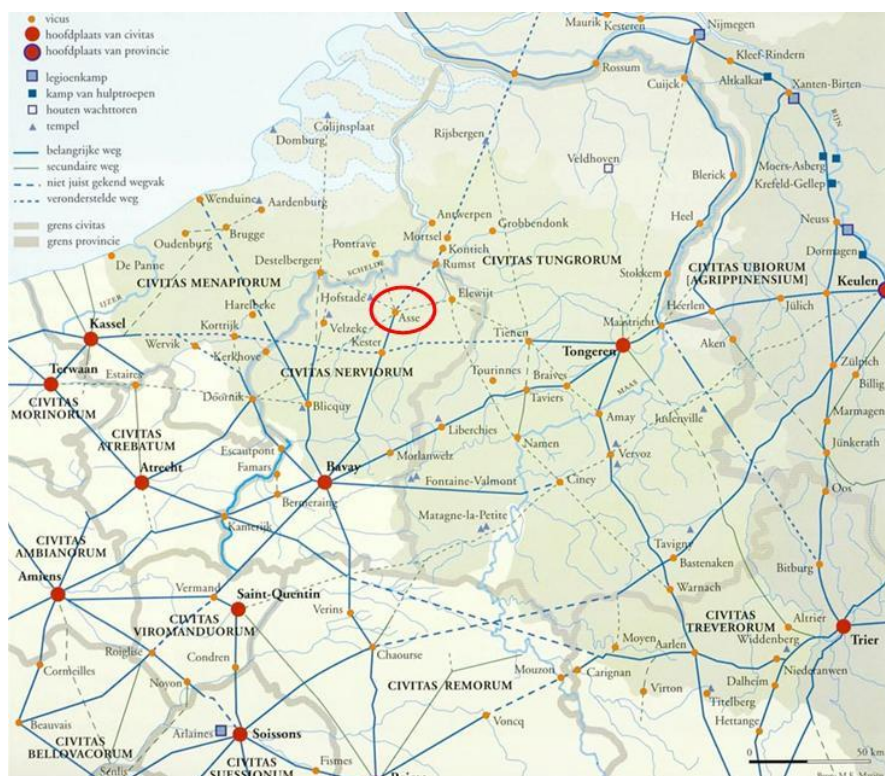 vicus
hoofdplaats van civitas
hoofdplaats van provincie
legioenkamp
kamp van hulptroepen
houten wachttoren
tempel
belangrijke weg
secundaire weg
niet juist gekend wegvak
veronderstelde weg
grens civitas
grens provincie
Maurik
Kesteren
Nijmegen
Rossum
Kleef-Rindern
Cuijck
Altkalkar
Xanten-Birten
RIJN
Colijnsplaat
Domburg
Rijsbergen
Veldhoven
Moers-Asberg
Krefeld-Gellep
Blerick
Wenduine
Aardenburg
Antwerpen
Grobbendonk
Heel
Neuss
Oudenburg
Brugge
Pontrave
Mortsel
Kontich
Dormagen
De Panne
Destelbergen
SCHELDE
Rumst
CIVITAS TUNGRORUM
Stokkem
CIVITAS UBIORUM
[AGRIPPINENSIUM]
CIVITAS MENAPIORUM
Keulen
IJZER
Harelbeke
Hofstade
Elewijt
Heerlen
Jülich
Kassel
Kortrijk
Velzeke
Asse
Maastricht
Wervik
Kerkhove
Kester
Tienen
Tongeren
Aken
Zülpich
Terwaan
Estaires
CIVITAS NERVIORUM
Tourinnes
Braives
MAAS
Billig
CIVITAS
MORINORUM
Doornik
Blicquy
Taviers
Amay
Juslenville
Marmagen
CIVITAS
ATREBATUM
Liberchies
Namen
Escautpont
Morlanwelz
Vervoz
Jünkerath
Atrecht
Famars
Bavay
Fontaine-Valmont
Ciney
Oos
Bermeraing
Kamerijk
Matagne-la-Petite
CIVITAS
AMBIANORUM
Tavigny
Bastenaken
Bitburg
Amiens
Vermand
Saint-Quentin
Verins
Warnach
CIVITAS
VIROMANDUORUM
CIVITAS
TREVERORUM
Altrier
Trier
Roiglise
Condren
Chaourse
Moyen
Aarlen
Widdenberg
Cormeilles
Noyon
CIVITAS REMORUM
Mouzon
Carignan
Niederanwen
Dalheim
Virton
Titelberg
Beauvais
Arlaines
Voncq
Hettange
Soissons
CIVITAS
BELLOVACORUM
CIVITAS
SUESSIONUM
Fismes
Senlis
0
50 km